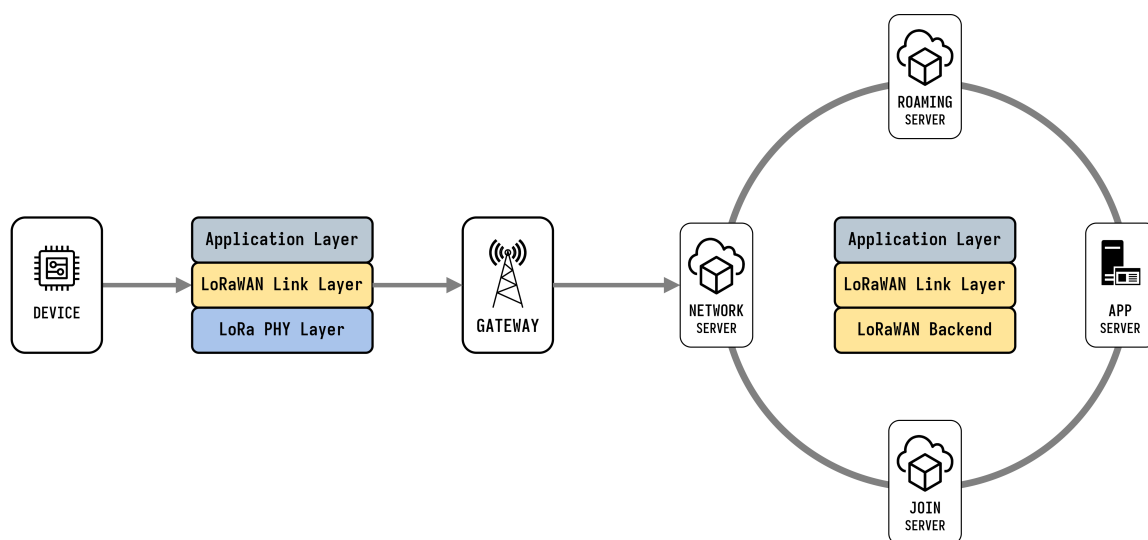 DEVICE
Application Layer
LoRaWAN Link Layer
LoRa PHY Layer
GATEWAY
ROAMING
SERVER
NETWORK
SERVER
Application Layer
LoRaWAN Link Layer
LoRaWAN Backend
APP
SERVER
JOIN
SERVER